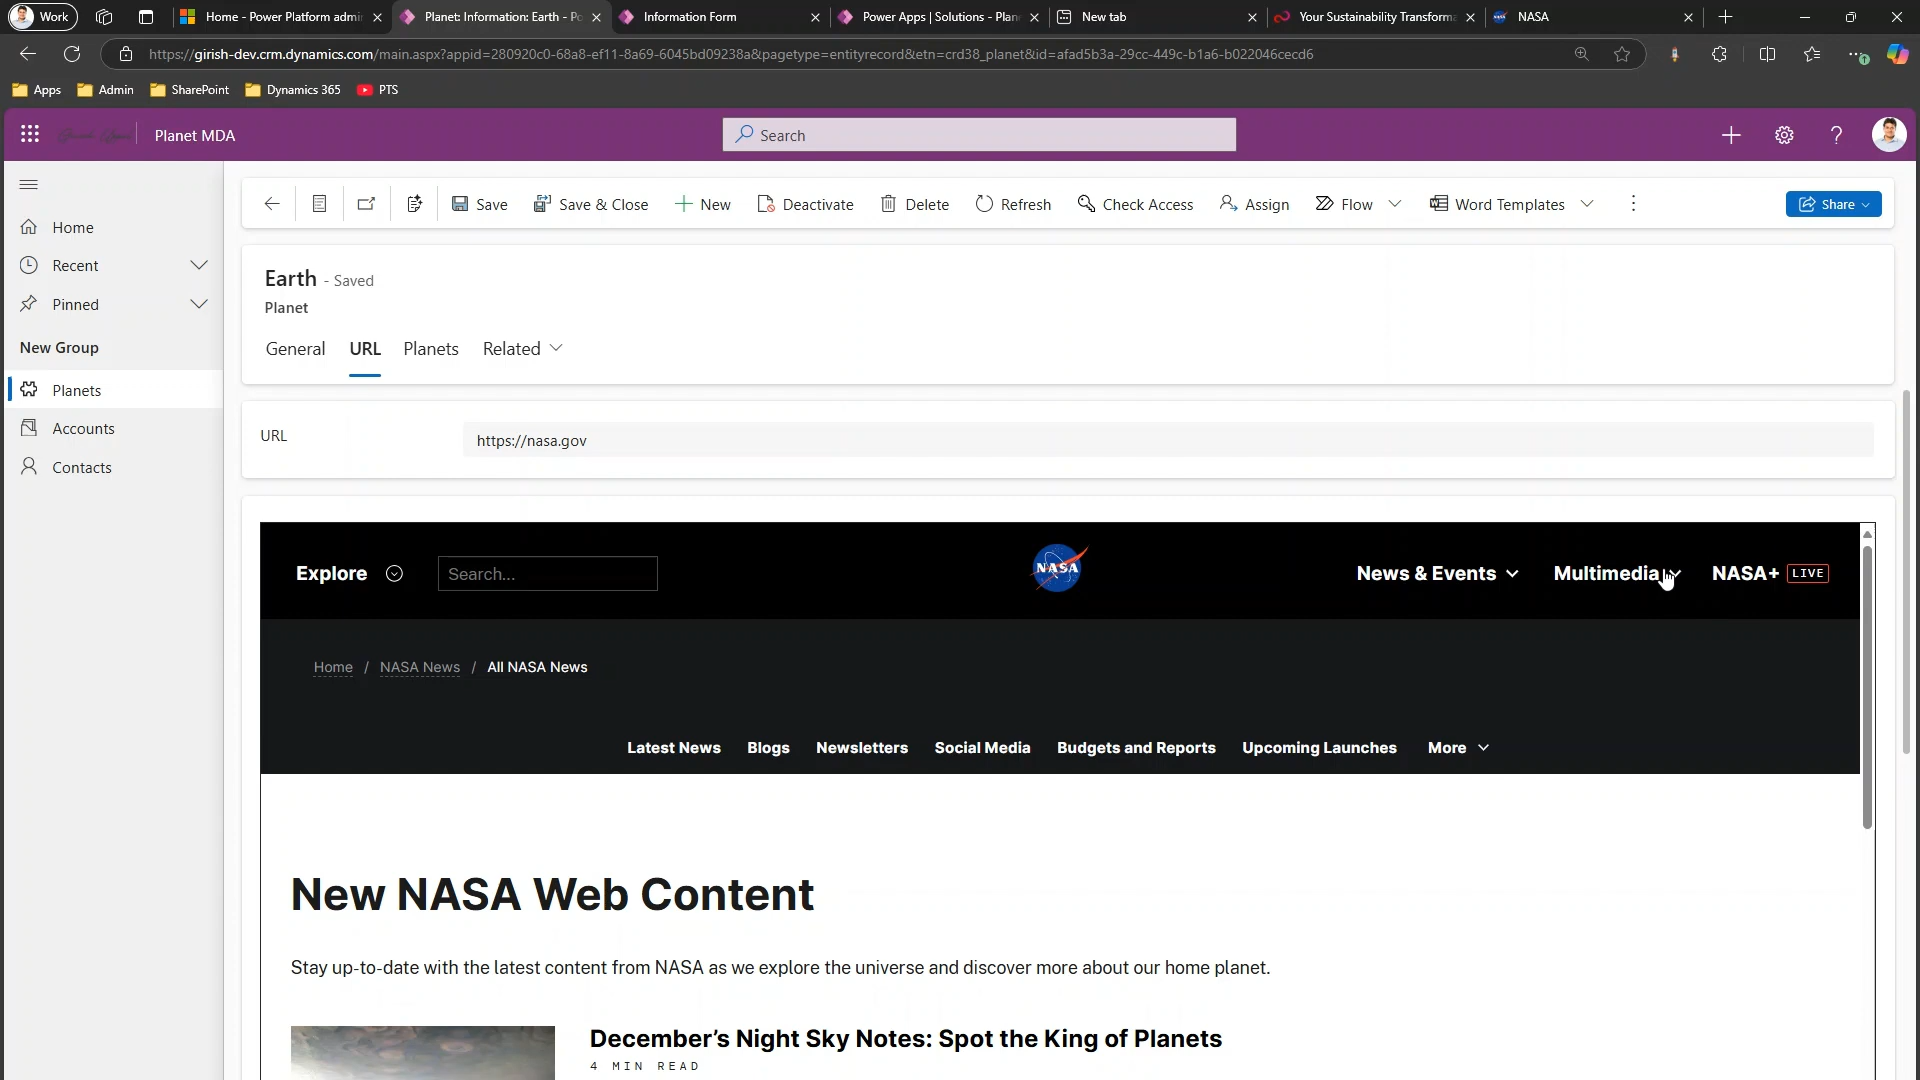 Work
Home - Power Platform admi
Planet: Information: Earth - Po
Information Form
Power Apps | Solutions - Plane
New tab
Your Sustainability Transforma
NASA
https://girish-dev.crm.dynamics.com/main.aspx?appid=280920c0-68a8-ef11-8a69-6045bd09238a&pagetype=entityrecord&etn=crd38_planet&id=afad5b3a-29cc-449c-b1a6-b022046cecd6
Apps
Admin
SharePoint
Dynamics 365
PTS
Planet MDA
Search
Save
Save & Close
New
Deactivate
Delete
Refresh
Check Access
Assign
Flow
Word Templates
Share
Home
Recent
Pinned
New Group
Planets
Accounts
Contacts
Earth - Saved
Planet
General
URL
Planets
Related
URL
https://nasa.gov
Explore
Search...
NASA
News & Events
Multimedia
NASA+ LIVE
Home / NASA News / All NASA News
Latest News
Blogs
Newsletters
Social Media
Budgets and Reports
Upcoming Launches
More
New NASA Web Content
Stay up-to-date with the latest content from NASA as we explore the universe and discover more about our home planet.
December's Night Sky Notes: Spot the King of Planets
4 MIN READ